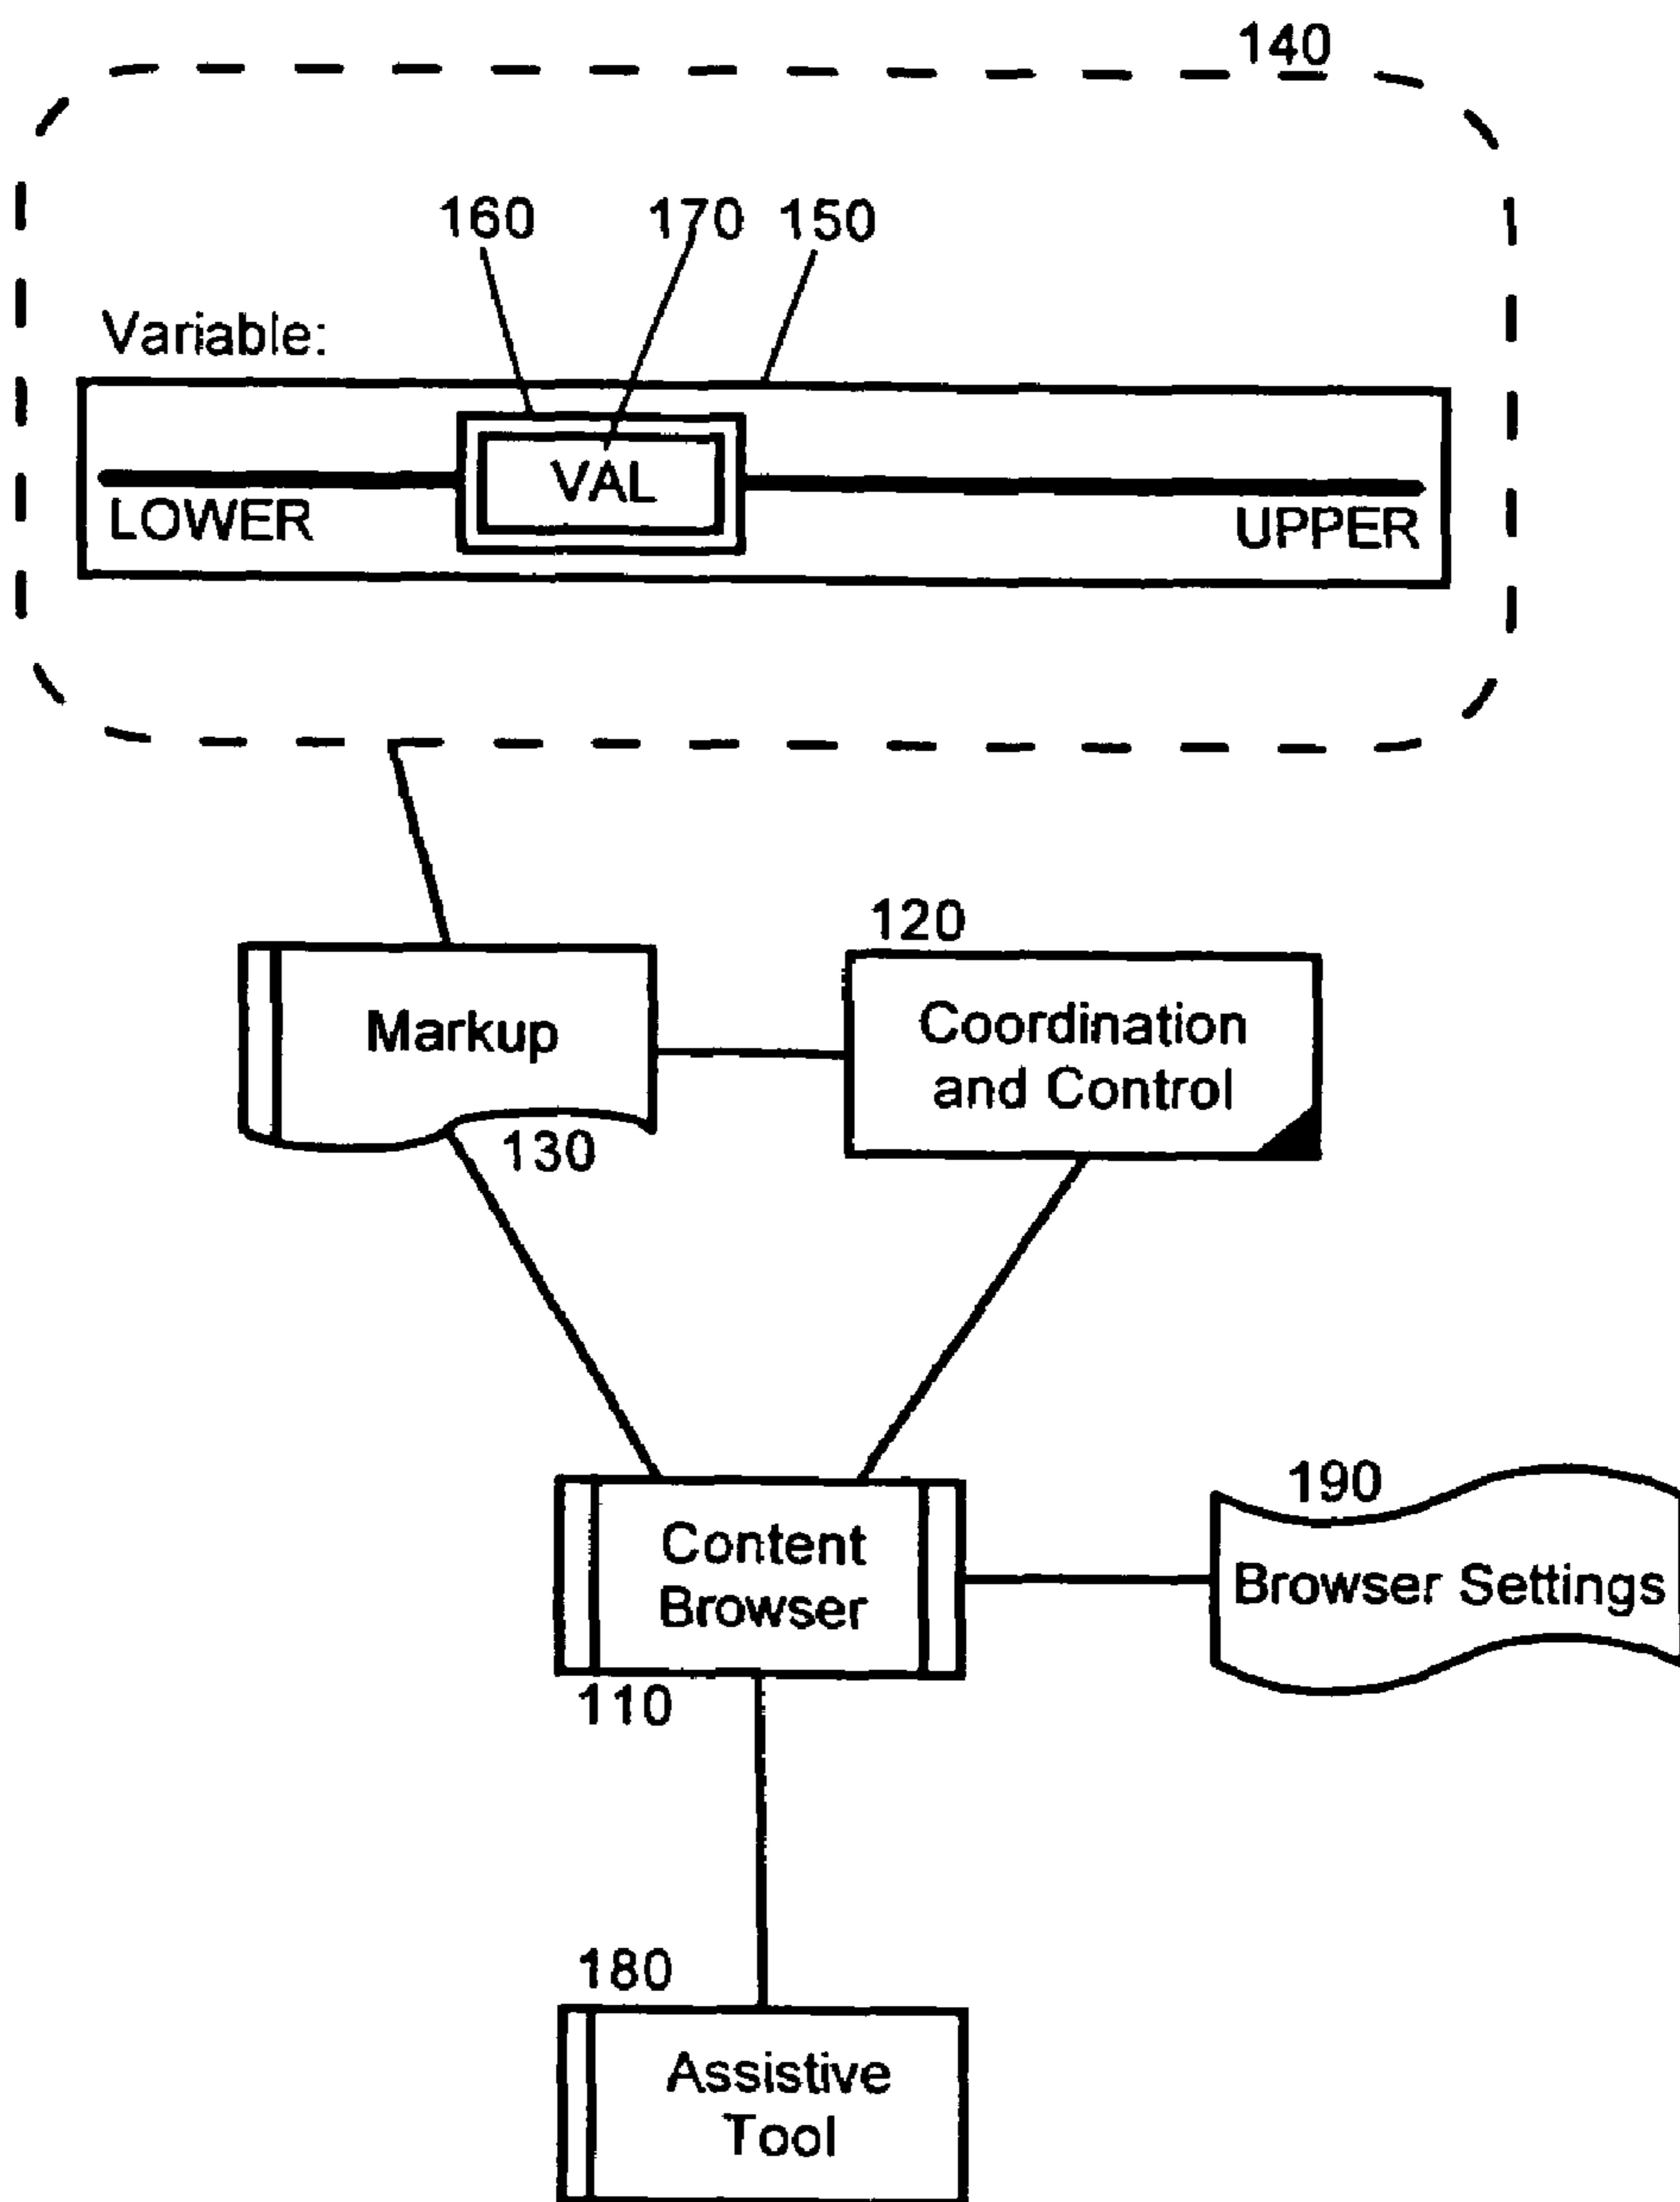 140
160 170 150
Variable:
VAL
LOWER
UPPER
120
Markup
Coordination
and Control
130
190
Content
Browser
Browser Settings
110
180
Assistive
Tool